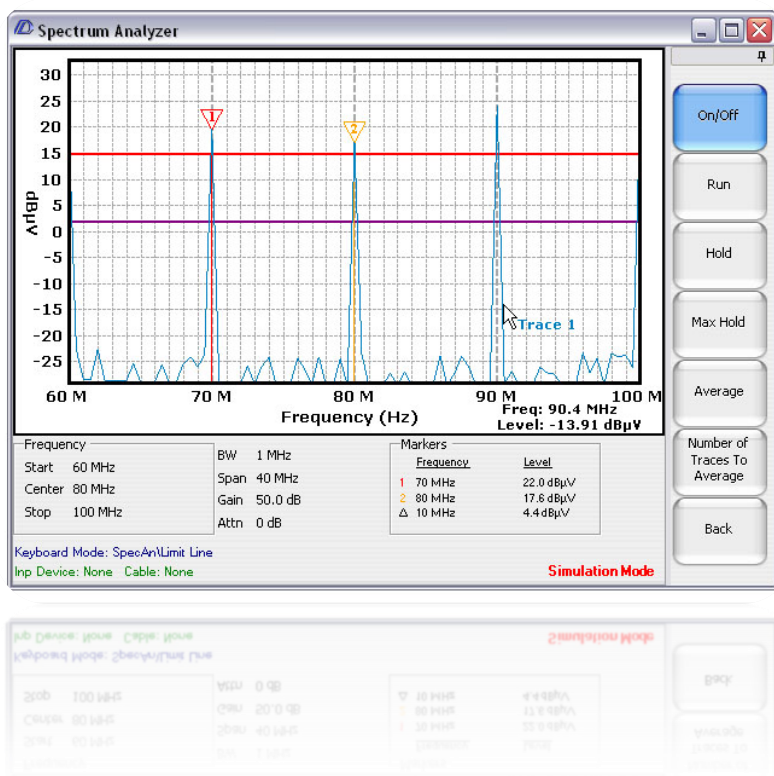 Spectrum Analyzer
30
25
20
15
10
5
0
-5
-10
-15
-20
-25
dBµV
1
2
Trace 1
60 M
70 M
80 M
90 M
100 M
Frequency (Hz)
Freq: 90.4 MHz
Level: -13.91 dBµV
On/Off
Run
Hold
Max Hold
Average
Number of
Traces To
Average
Back
Frequency
Start 60 MHz
Center 80 MHz
Stop 100 MHz
BW 1 MHz
Span 40 MHz
Gain 50.0 dB
Attn 0 dB
Markers
Frequency Level
1 70 MHz 22.0 dBµV
2 80 MHz 17.6 dBµV
Δ 10 MHz 4.4 dBµV
Keyboard Mode: SpecAn\Limit Line
Inp Device: None Cable: None
Simulation Mode